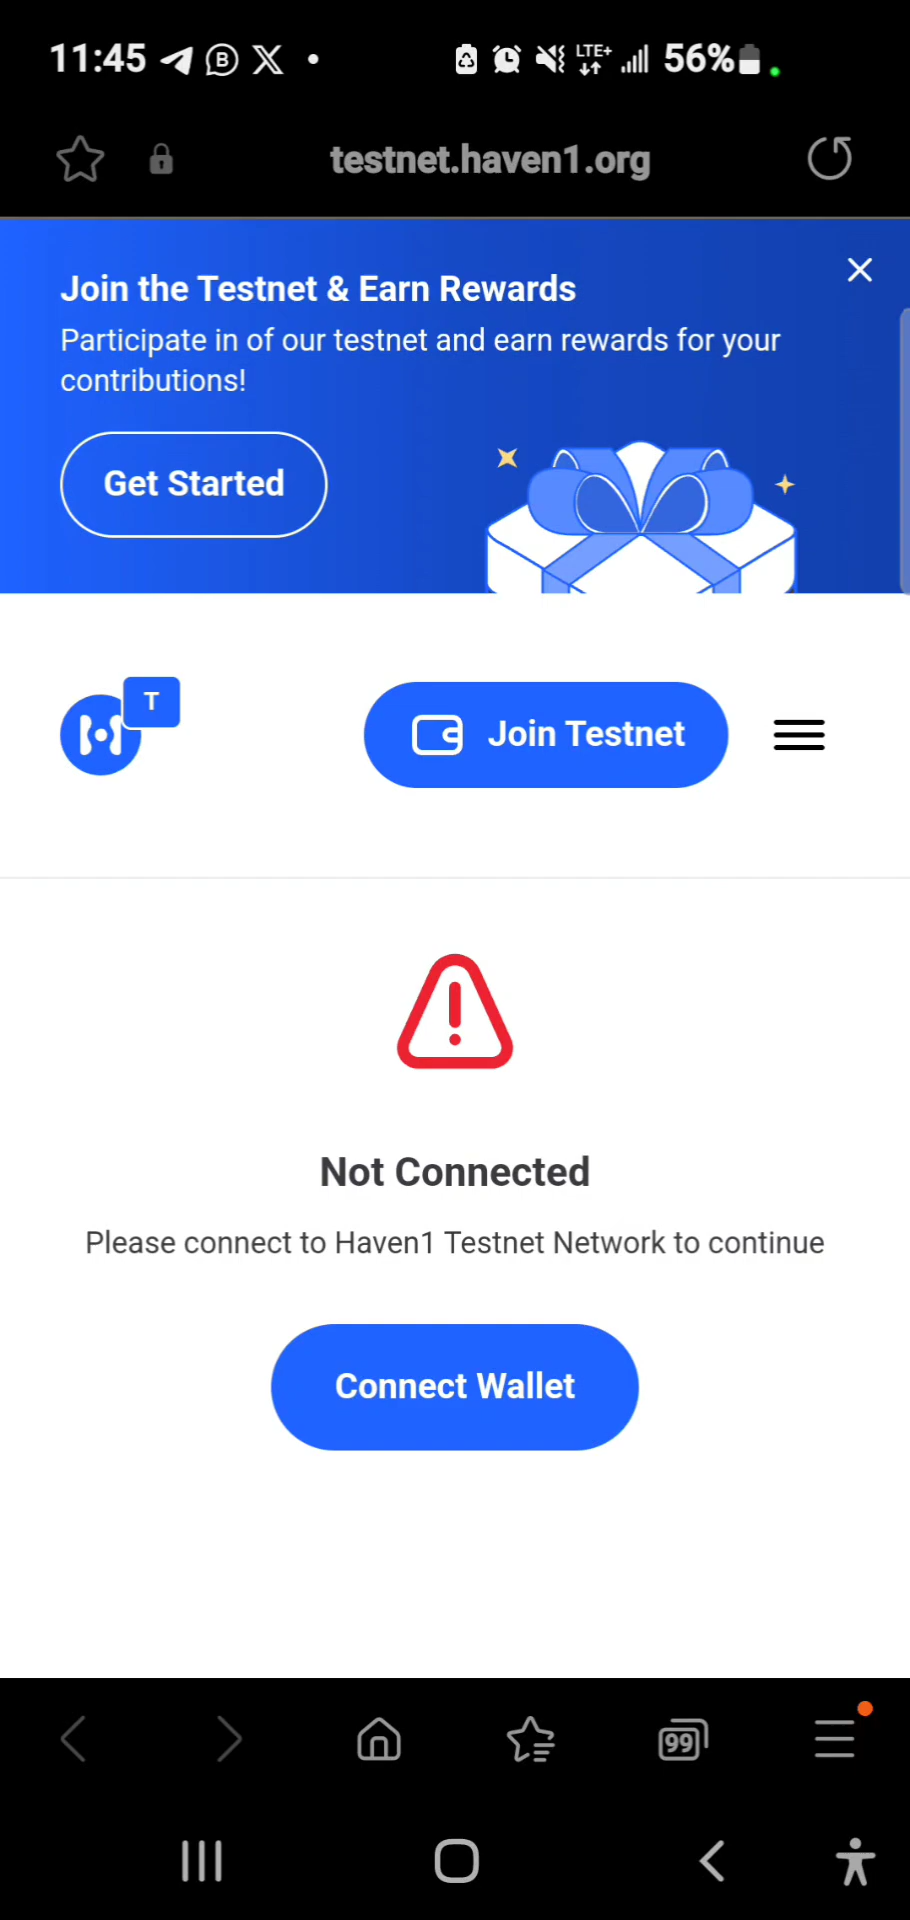 11:45
LTE+
56%
testnet.haven1.org
Join the Testnet & Earn Rewards
Participate in of our testnet and earn rewards for your
contributions!
Get Started
T
Join Testnet
Not Connected
Please connect to Haven1 Testnet Network to continue
Connect Wallet
99